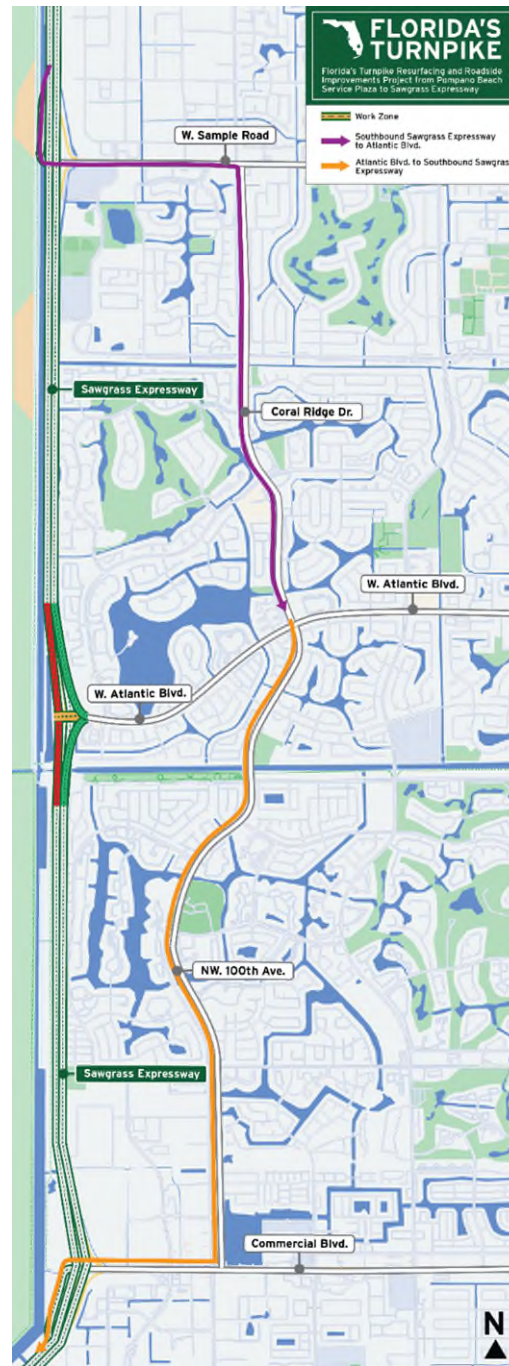 FLORIDA'S
TURNPIKE
Florida's Turnpike Resurfacing and Roadside
Improvements Project from Pompano Beach
Service Plaza to Sawgrass Expressway
Work Zone
Southbound Sawgrass Expressway
to Atlantic Blvd.
Atlantic Blvd. to Southbound Sawgrass
Expressway
W. Sample Road
Sawgrass Expressway
Coral Ridge Dr.
W. Atlantic Blvd.
W. Atlantic Blvd.
NW. 100th Ave.
Sawgrass Expressway
Commercial Blvd.
N